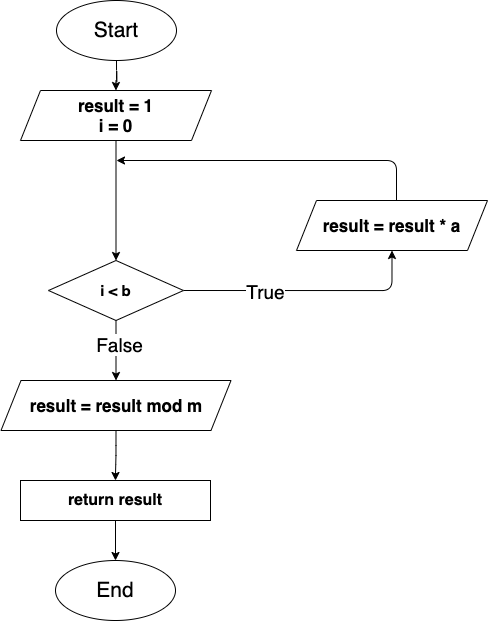 Start
result = 1
i = 0
result = result * a
i < b
True
False
result = result mod m
return result
End